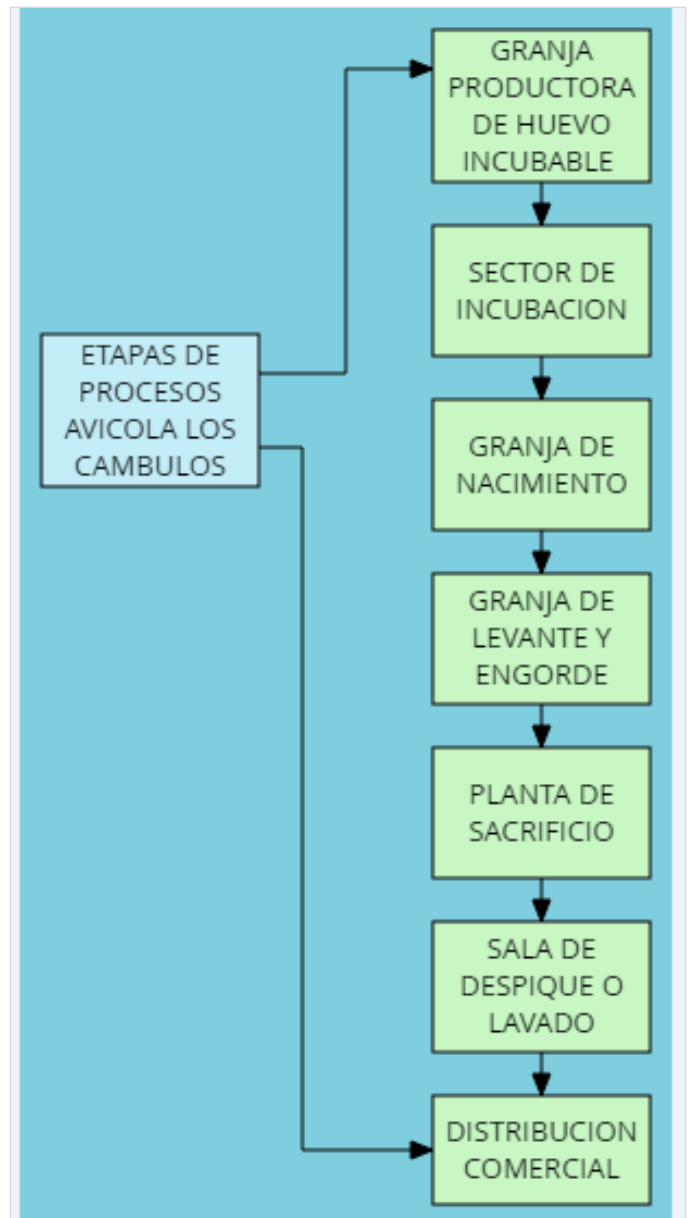 GRANJA
PRODUCTORA
DE HUEVO
INCUBABLE
SECTOR DE
INCUBACION
ETAPAS DE
PROCESOS
AVICOLA LOS
CAMBULOS
GRANJA DE
NACIMIENTO
GRANJA DE
LEVANTE Y
ENGORDE
PLANTA DE
SACRIFICIO
SALA DE
DESPIQUE O
LAVADO
DISTRIBUCION
COMERCIAL